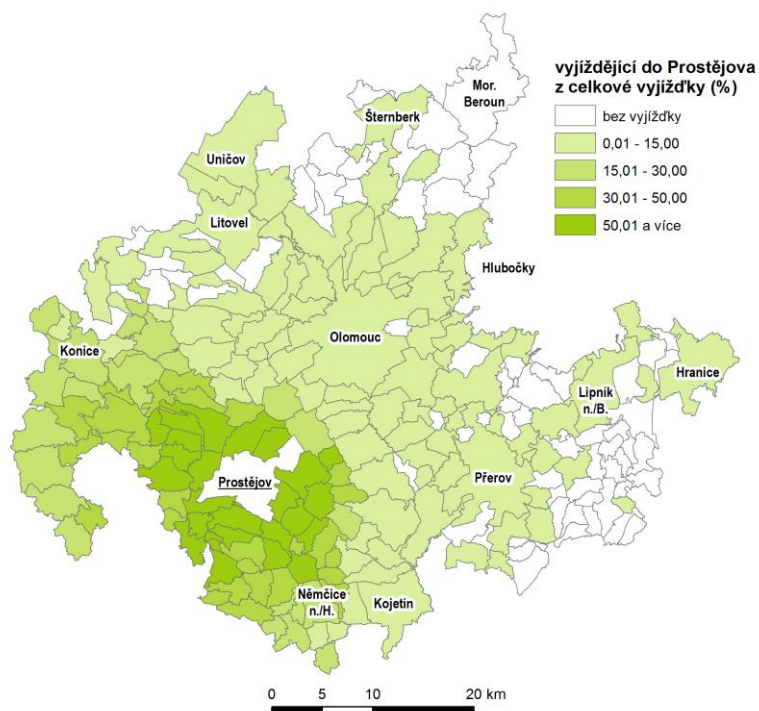 vyjíždějící do Prostějova
z celkové vyjížďky (%)
bez vyjížďky
0,01 - 15,00
15,01 - 30,00
30,01 - 50,00
50,01 a více
Mor.
Beroun
Šternberk
Uničov
Litovel
Hlubočky
Olomouc
Konice
Hranice
Lipník
n./B.
Přerov
Prostějov
Němčice
n./H.
Kojetín
0 5 10 20 km